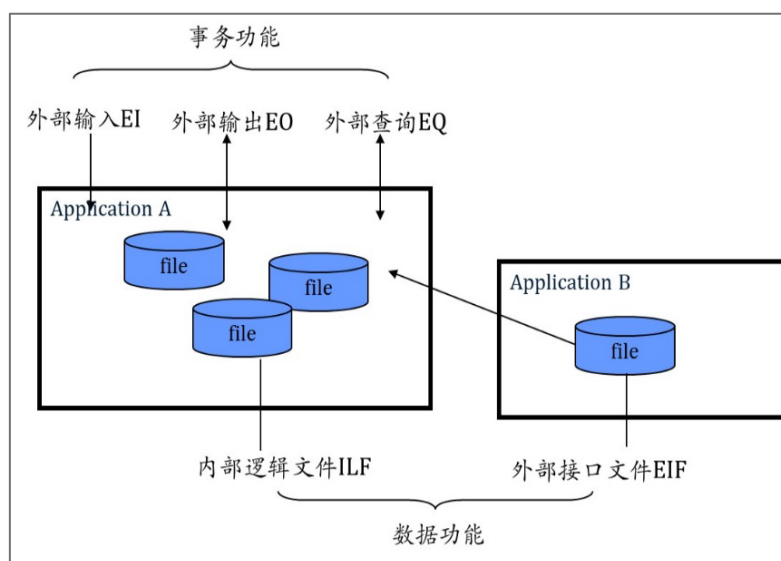 事务功能
外部输入EI 外部输出EO 外部查询EQ
Application A
file
file
file
Application B
file
内部逻辑文件ILF 外部接口文件EIF
数据功能